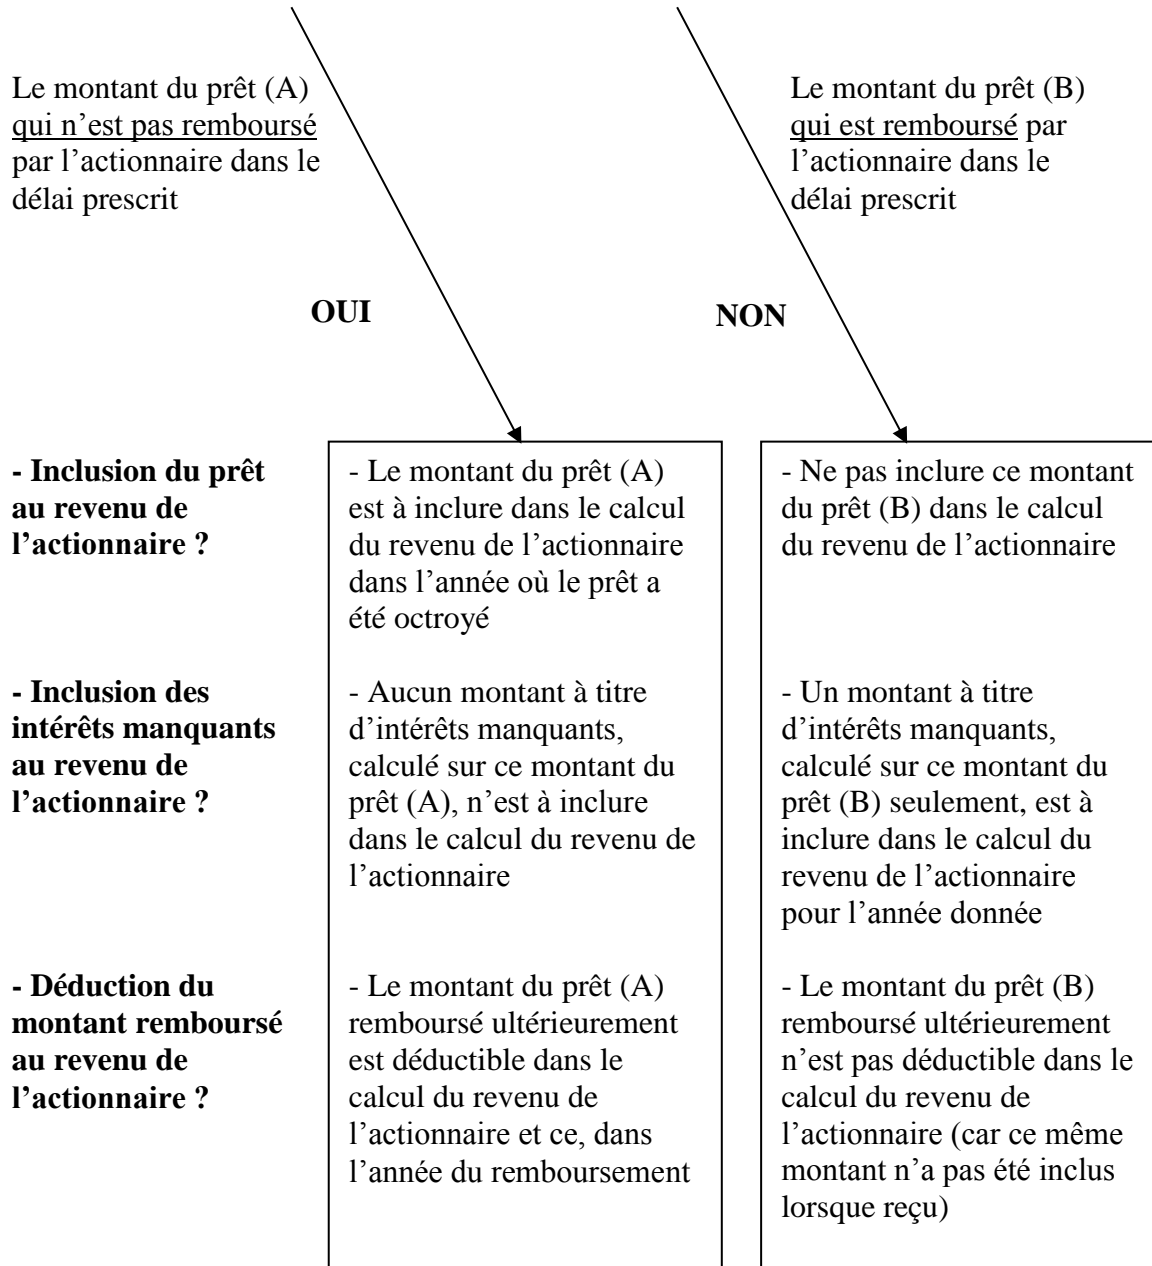 Le montant du prêt (A)
qui n’est pas remboursé
par l’actionnaire dans le
délai prescrit
Le montant du prêt (B)
qui est remboursé par
l’actionnaire dans le
délai prescrit
OUI
NON
- Inclusion du prêt
au revenu de
l’actionnaire ?
- Le montant du prêt (A)
est à inclure dans le calcul
du revenu de l’actionnaire
dans l’année où le prêt a
été octroyé
- Ne pas inclure ce montant
du prêt (B) dans le calcul
du revenu de l’actionnaire
- Inclusion des
intérêts manquants
au revenu de
l’actionnaire ?
- Aucun montant à titre
d’intérêts manquants,
calculé sur ce montant du
prêt (A), n’est à inclure
dans le calcul du revenu de
l’actionnaire
- Un montant à titre
d’intérêts manquants,
calculé sur ce montant du
prêt (B) seulement, est à
inclure dans le calcul du
revenu de l’actionnaire
pour l’année donnée
- Déduction du
montant remboursé
au revenu de
l’actionnaire ?
- Le montant du prêt (A)
remboursé ultérieurement
est déductible dans le
calcul du revenu de
l’actionnaire et ce, dans
l’année du remboursement
- Le montant du prêt (B)
remboursé ultérieurement
n’est pas déductible dans le
calcul du revenu de
l’actionnaire (car ce même
montant n’a pas été inclus
lorsque reçu)